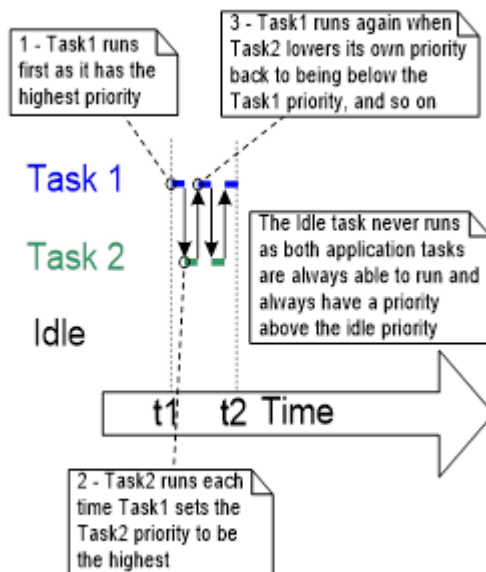 1 - Task1 runs
first as it has the
highest priority
3 - Task1 runs again when
Task2 lowers its own priority
back to being below the
Task1 priority, and so on
Task 1
Task 2
Idle
The Idle task never runs
as both application tasks
are always able to run and
always have a priority
above the idle priority
t1 t2 Time
2 - Task2 runs each
time Task1 sets the
Task2 priority to be
the highest